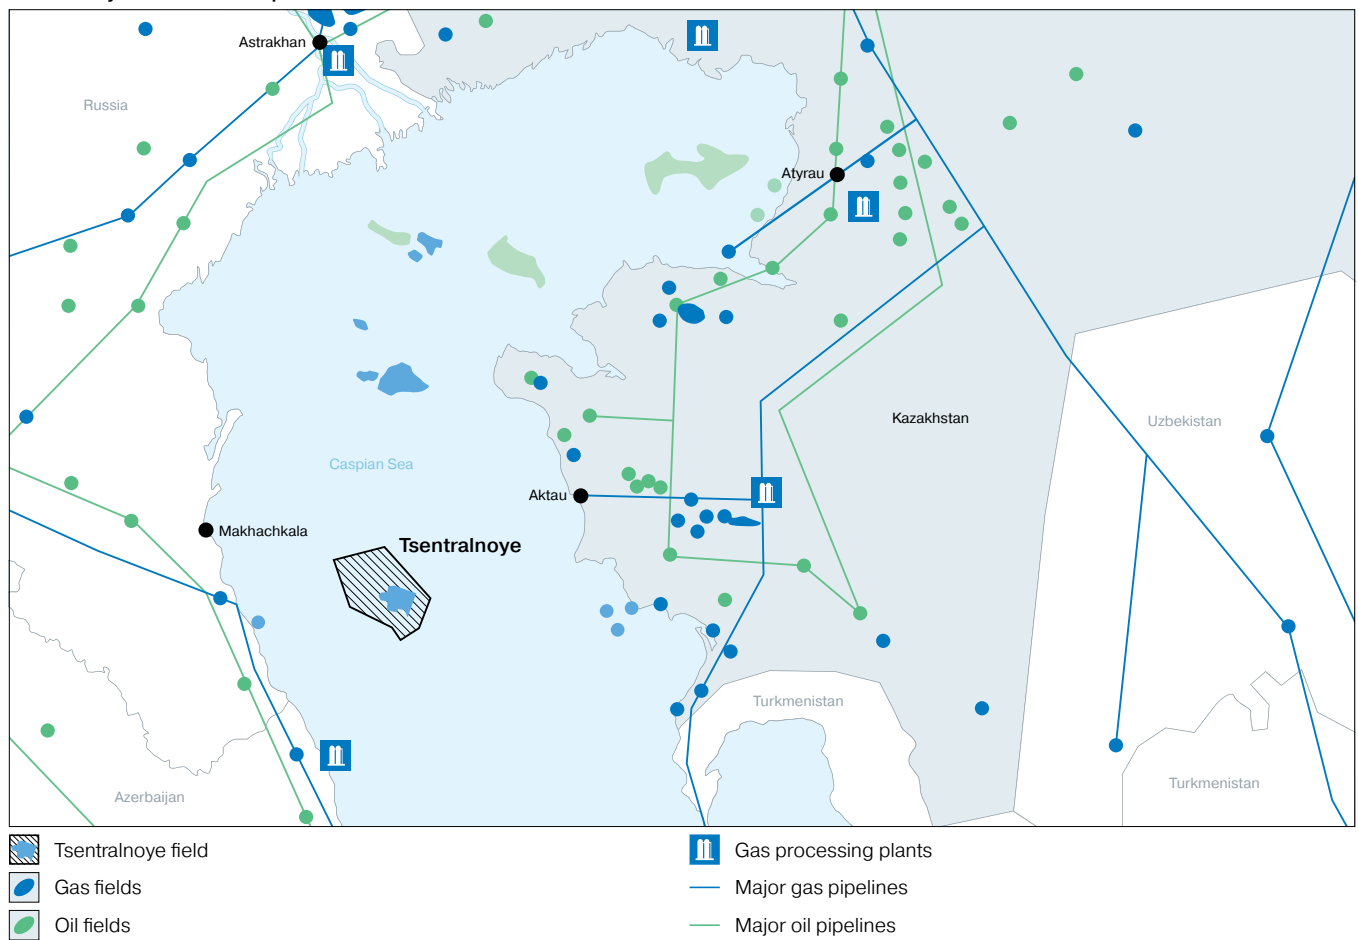 Astrakhan
Russia
Atyrau
Kazakhstan
Uzbekistan
Caspian Sea
Aktau
Makhachkala
Tsentralnoye
Turkmenistan
Turkmenistan
Azerbaijan
Tsentralnoye field
Gas processing plants
Gas fields
Major gas pipelines
Oil fields
Major oil pipelines